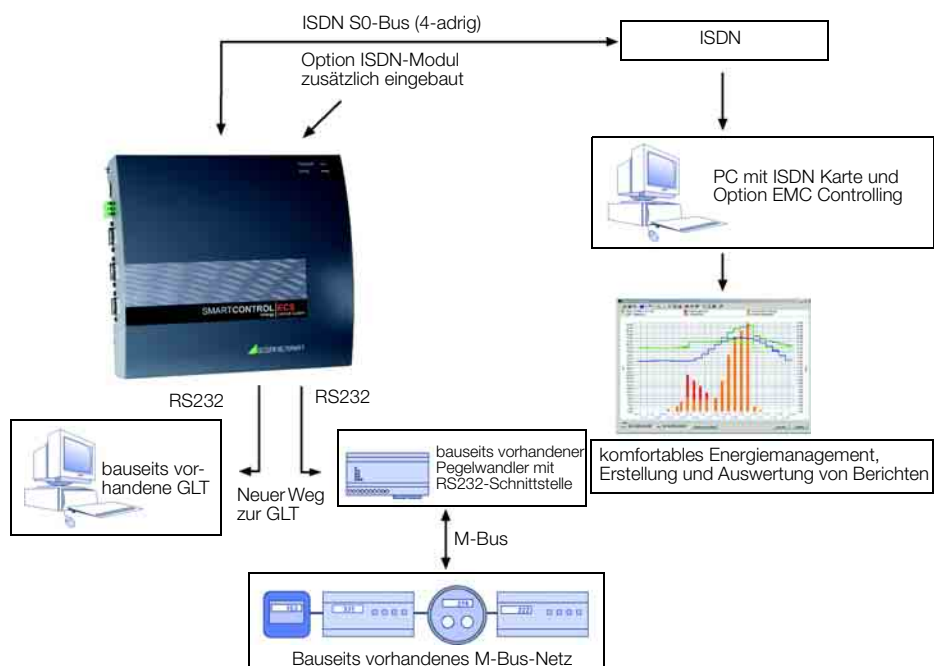 ISDN S0-Bus (4-adrig)
ISDN
Option ISDN-Modul
zusätzlich eingebaut
PC mit ISDN Karte und
Option EMC Controlling
SMARTCONTROL ECS
RS232
RS232
bauseits vor-
handene GLT
Neuer Weg
zur GLT
bauseits vorhandener
Pegelwandler mit
RS232-Schnittstelle
komfortables Energiemanagement,
Erstellung und Auswertung von Berichten
M-Bus
Bauseits vorhandenes M-Bus-Netz